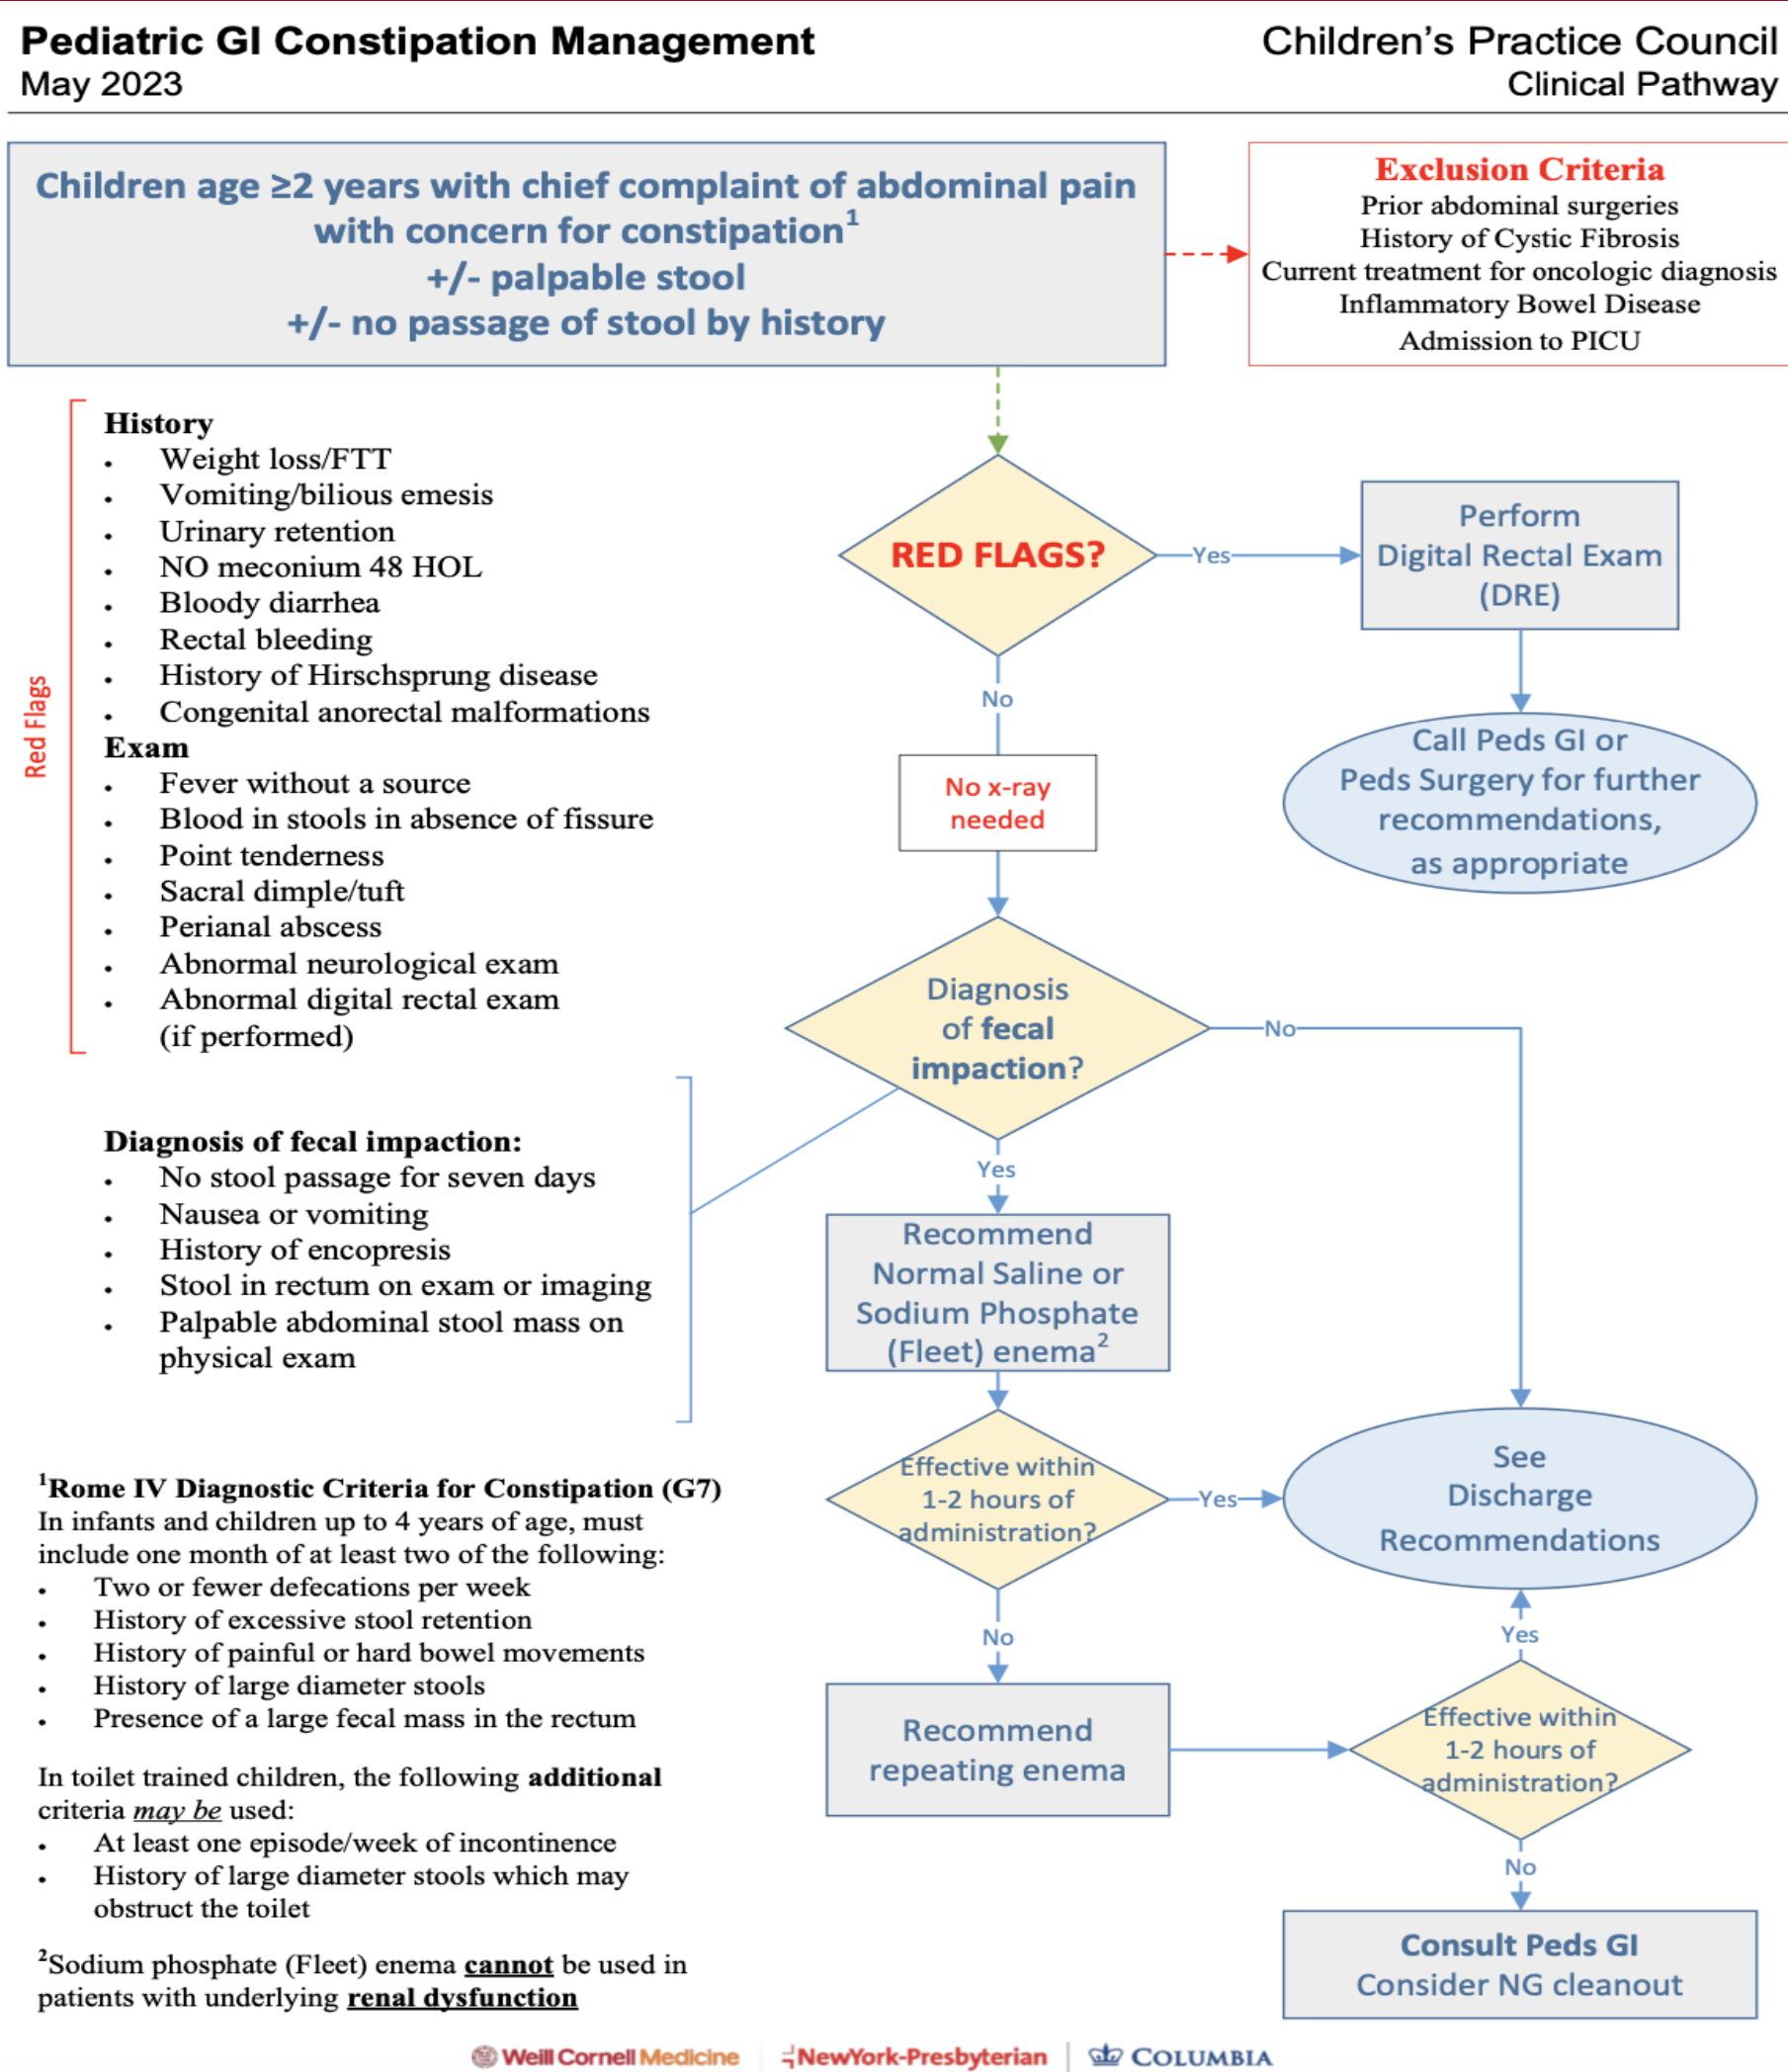 Pediatric GI Constipation Management
May 2023
Children's Practice Council
Clinical Pathway
Children age ≥2 years with chief complaint of abdominal pain
with concern for constipation¹
+/- palpable stool
+/- no passage of stool by history
Exclusion Criteria
Prior abdominal surgeries
History of Cystic Fibrosis
Current treatment for oncologic diagnosis
Inflammatory Bowel Disease
Admission to PICU
Red Flags
History
• Weight loss/FTT
• Vomiting/bilious emesis
• Urinary retention
• NO meconium 48 HOL
• Bloody diarrhea
• Rectal bleeding
• History of Hirschsprung disease
• Congenital anorectal malformations
Exam
• Fever without a source
• Blood in stools in absence of fissure
• Point tenderness
• Sacral dimple/tuft
• Perianal abscess
• Abnormal neurological exam
• Abnormal digital rectal exam
(if performed)
RED FLAGS?
Yes
Perform
Digital Rectal Exam
(DRE)
Call Peds GI or
Peds Surgery for further
recommendations,
as appropriate
No
No x-ray
needed
Diagnosis
of fecal
impaction?
No
Yes
Diagnosis of fecal impaction:
• No stool passage for seven days
• Nausea or vomiting
• History of encopresis
• Stool in rectum on exam or imaging
• Palpable abdominal stool mass on
physical exam
Recommend
Normal Saline or
Sodium Phosphate
(Fleet) enema²
Effective within
1-2 hours of
administration?
Yes
See
Discharge
Recommendations
No
Recommend
repeating enema
Yes
Effective within
1-2 hours of
administration?
No
Consult Peds GI
Consider NG cleanout
¹Rome IV Diagnostic Criteria for Constipation (G7)
In infants and children up to 4 years of age, must
include one month of at least two of the following:
• Two or fewer defecations per week
• History of excessive stool retention
• History of painful or hard bowel movements
• History of large diameter stools
• Presence of a large fecal mass in the rectum
In toilet trained children, the following additional
criteria may be used:
• At least one episode/week of incontinence
• History of large diameter stools which may
obstruct the toilet
²Sodium phosphate (Fleet) enema cannot be used in
patients with underlying renal dysfunction
Weill Cornell Medicine
NewYork-Presbyterian
COLUMBIA